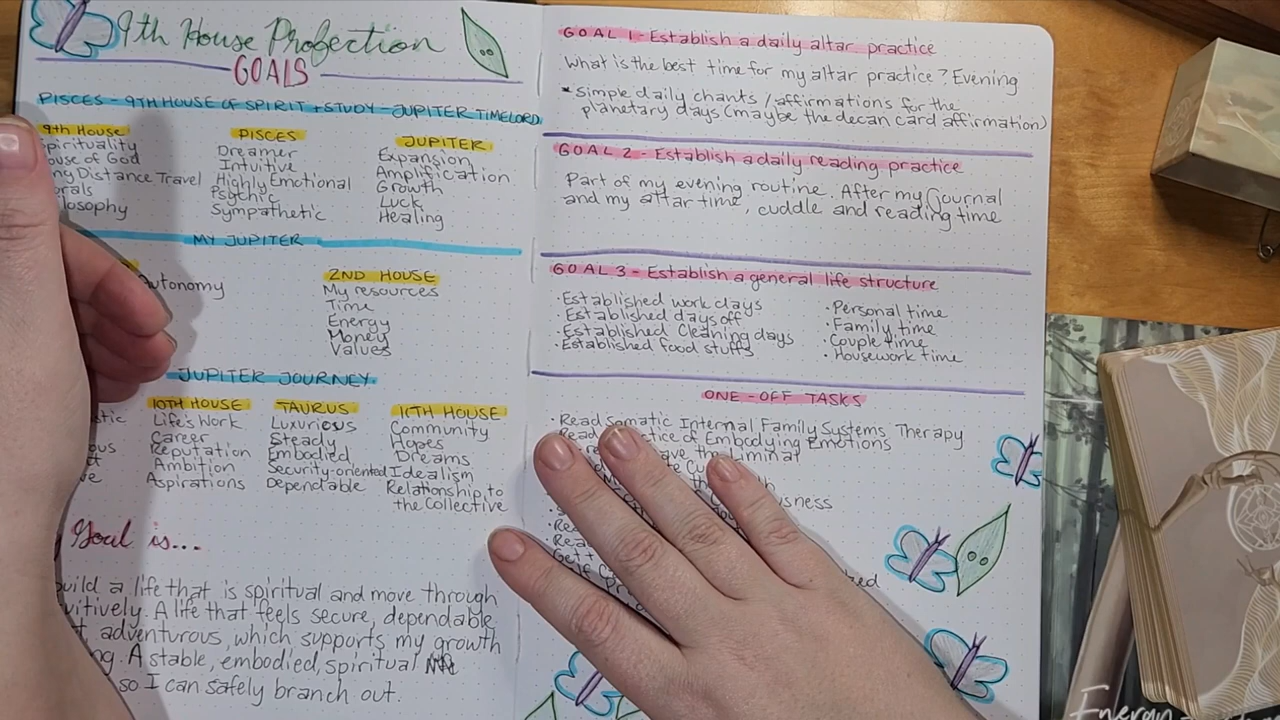 9th House Profection
GOALS
PISCES - 9TH HOUSE OF SPIRIT + STUDY - JUPITER TIMELORD
9th House
Spirituality
House of God
Long Distance Travel
Morals
Philosophy
PISCES
Dreamer
Intuitive
Highly Emotional
Psychic
Sympathetic
JUPITER
Expansion
Amplification
Growth
Luck
Healing
MY JUPITER
Autonomy
2ND HOUSE
My resources
Time
Energy
Money
Values
JUPITER JOURNEY
10TH HOUSE
Life's Work
Career
Reputation
Ambition
Aspirations
TAURUS
Luxurious
Steady
Embodied
Security-oriented
Dependable
11TH HOUSE
Community
Hopes
Dreams
Idealism
Relationship to
the Collective
Goal is...
build a life that is spiritual and move through
A life that feels secure, dependable
adventurous, which supports my growth
A stable, embodied, spiritual
so I can safely branch out.
GOAL 1 - Establish a daily altar practice
What is the best time for my altar practice? Evening
* simple daily chants / affirmations for the
planetary days (maybe the decan card affirmation)
GOAL 2 - Establish a daily reading practice
Part of my evening routine. After my journal
and my altar time, cuddle and reading time
GOAL 3 - Establish a general life structure
• Established work days
• Established days off
• Established Cleaning days
• Established food stuffs
• Personal time
• Family time
• Couple time
• Housework time
ONE-OFF TASKS
• Read Somatic Internal Family Systems Therapy
of Embodying Emotions
the Liminal